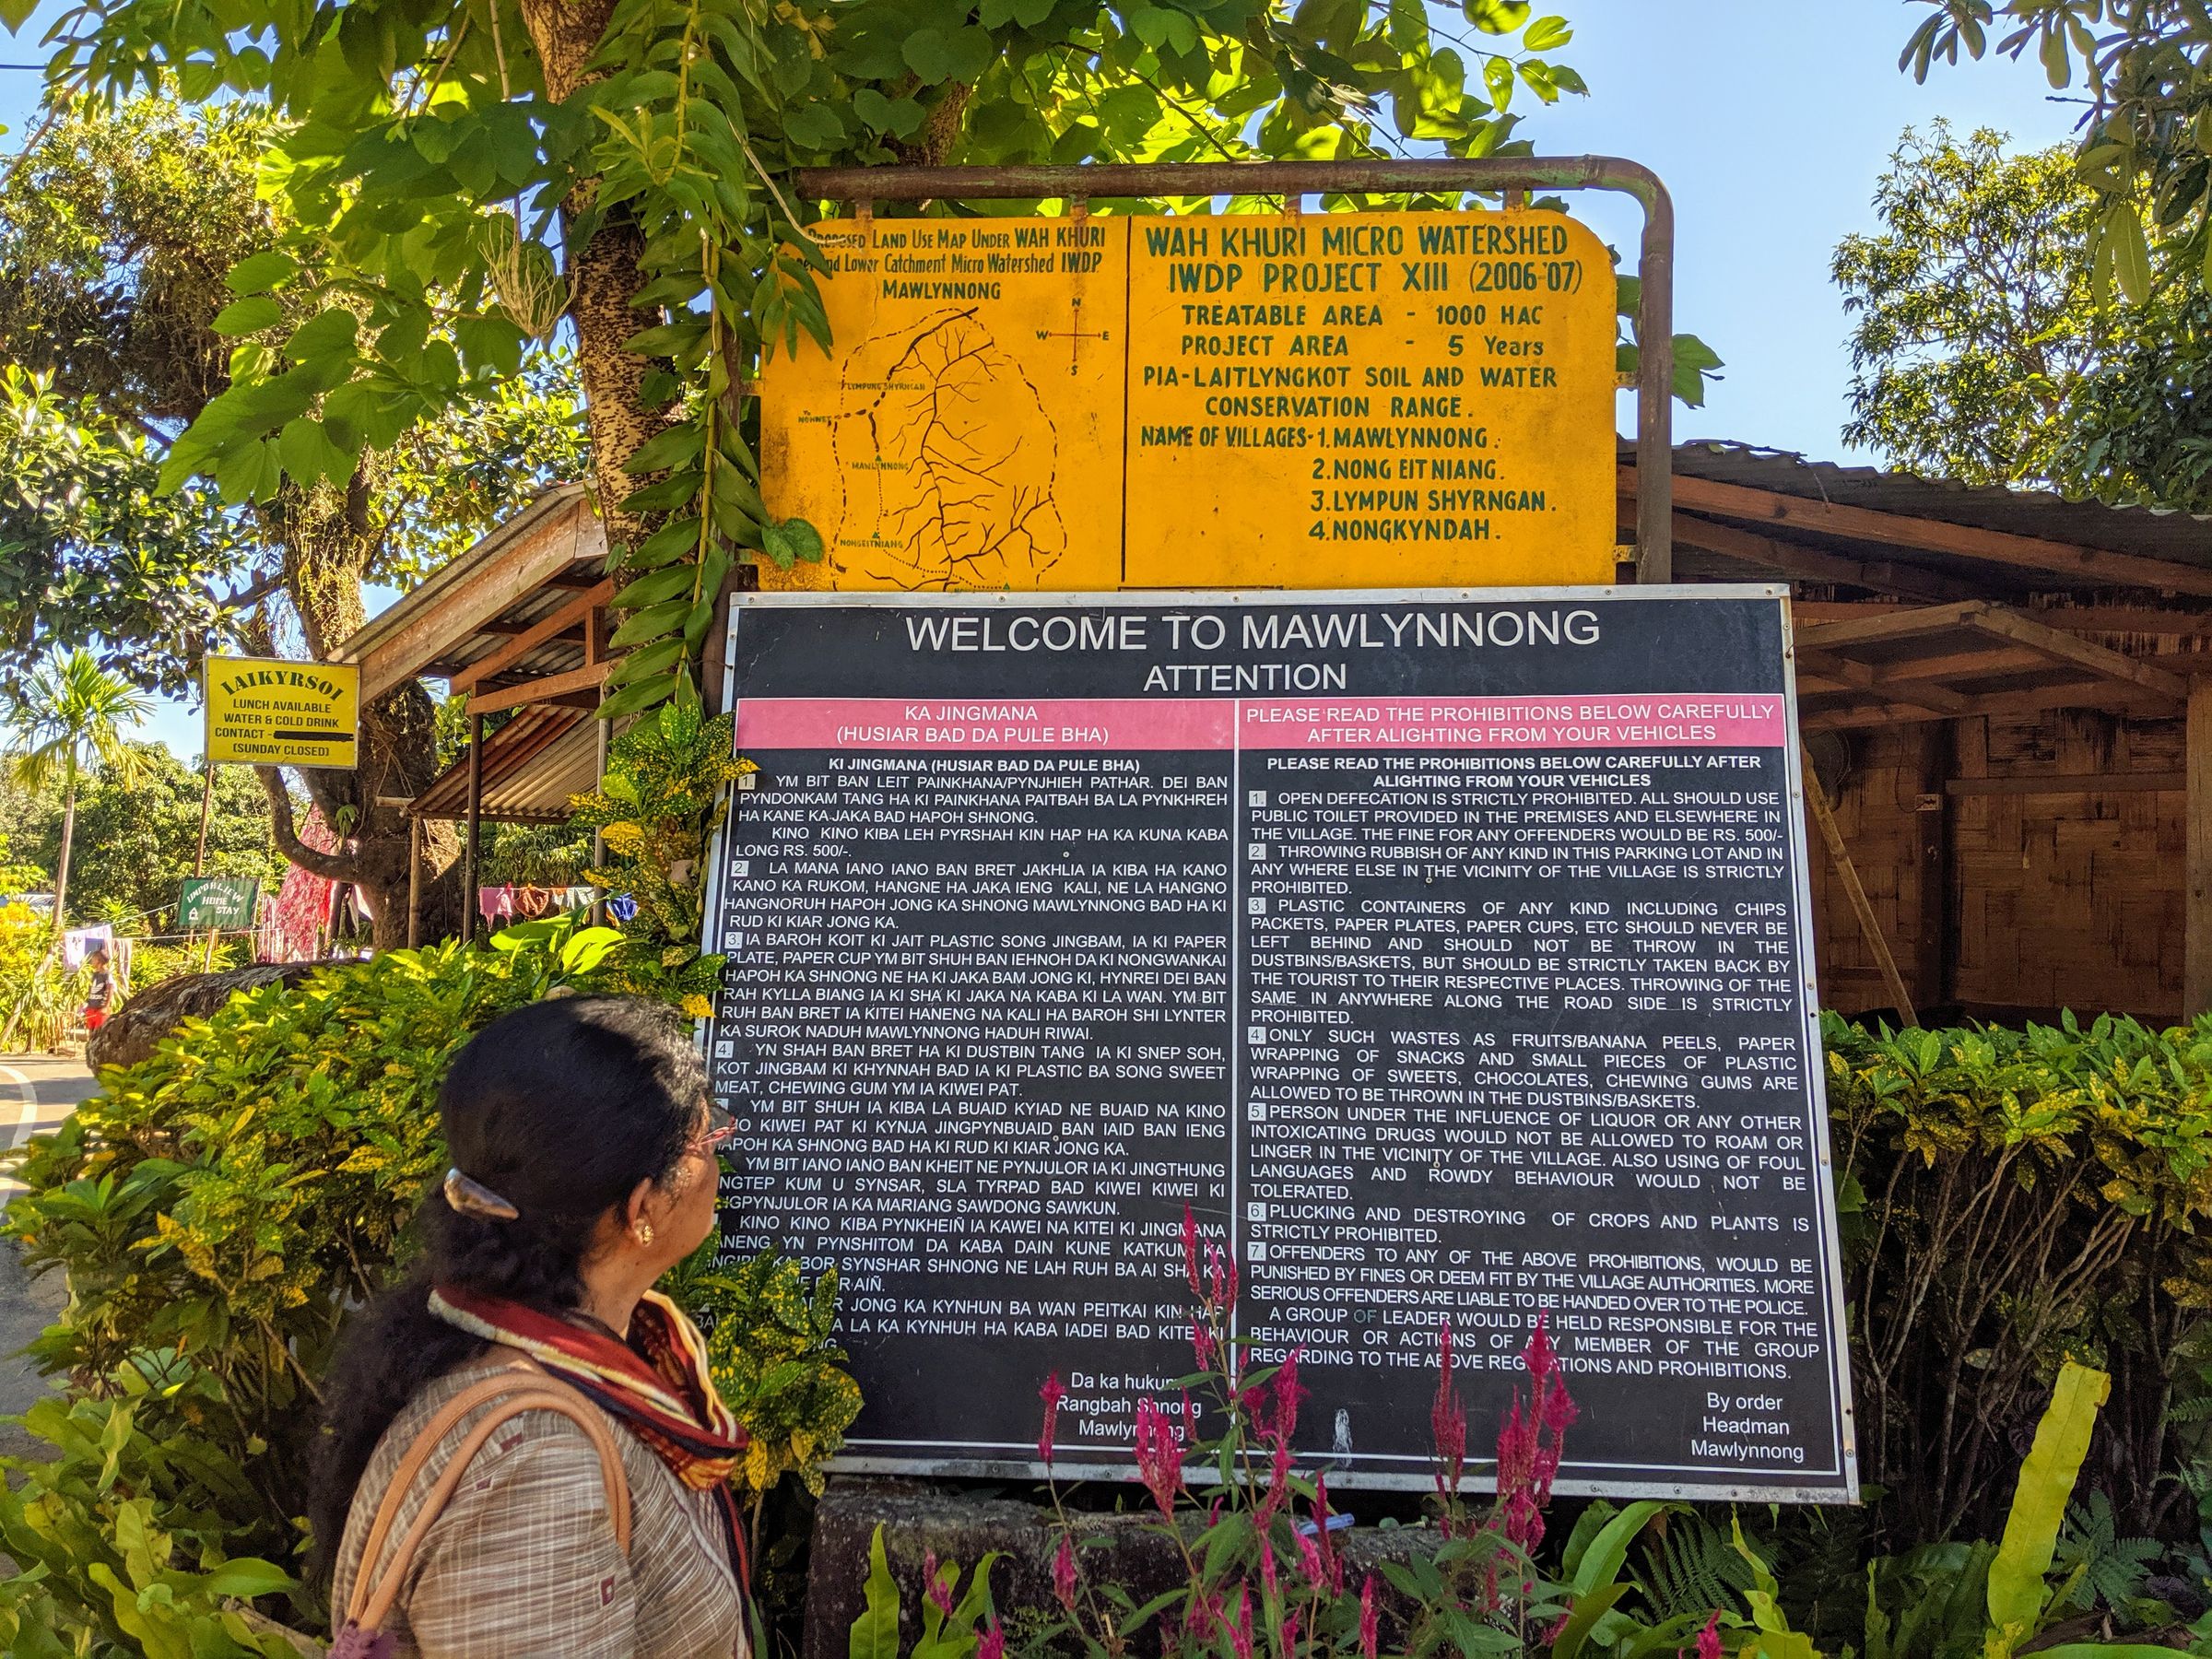 PROPOSED LAND USE MAP UNDER WAH KHURI
and Lower Catchment Micro Watershed IWDP
MAWLYNNONG
N
W E
S
LYMPUNG SHYRNGAN
MAWLYNNONG
NONGEITNIANG
WAH KHURI MICRO WATERSHED
IWDP PROJECT XIII (2006-07)
TREATABLE AREA - 1000 HAC
PROJECT AREA - 5 Years
PIA-LAITLYNGKOT SOIL AND WATER
CONSERVATION RANGE.
NAME OF VILLAGES-1.MAWLYNNONG.
2.NONG EIT NIANG.
3.LYMPUN SHYRNGAN.
4.NONGKYNDAH.
IAIKYRSOI
LUNCH AVAILABLE
WATER & COLD DRINK
CONTACT -
(SUNDAY CLOSED)
HOME
STAY
WELCOME TO MAWLYNNONG
ATTENTION
KA JINGMANA
(HUSIAR BAD DA PULE BHA)
KI JINGMANA (HUSIAR BAD DA PULE BHA)
1. YM BIT BAN LEIT PAINKHANA/PYNJHIEH PATHAR. DEI BAN
PYNDONKAM TANG HA KI PAINKHANA PAITBAH BA LA PYNKHREH
HA KANE KA JAKA BAD HAPOH SHNONG.
KINO KINO KIBA LEH PYRSHAH KIN HAP HA KA KUNA KABA
LONG RS. 500/-.
2. LA MANA IANO IANO BAN BRET JAKHLIA IA KIBA HA KANO
KANO KA RUKOM, HANGNE HA JAKA IENG KALI, NE LA HANGNO
HANGNORUH HAPOH JONG KA SHNONG MAWLYNNONG BAD HA KI
RUD KI KIAR JONG KA.
3. IA BAROH KOIT KI JAIT PLASTIC SONG JINGBAM, IA KI PAPER
PLATE, PAPER CUP YM BIT SHUH BAN IEHNOH DA KI NONGWANKAI
HAPOH KA SHNONG NE HA KI JAKA BAM JONG KI, HYNREI DEI BAN
RAH KYLLA BIANG IA KI SHA KI JAKA NA KABA KI LA WAN. YM BIT
RUH BAN BRET IA KITEI HANENG NA KALI HA BAROH SHI LYNTER
KA SUROK NADUH MAWLYNNONG HADUH RIWAI.
4. YN SHAH BAN BRET HA KI DUSTBIN TANG IA KI SNEP SOH,
KOT JINGBAM KI KHYNNAH BAD IA KI PLASTIC BA SONG SWEET
MEAT, CHEWING GUM YM IA KIWEI PAT.
YM BIT SHUH IA KIBA LA BUAID KYIAD NE BUAID NA KINO
KIWEI PAT KI KYNJA JINGPYNBUAID BAN IAID BAN IENG
HAPOH KA SHNONG BAD HA KI RUD KI KIAR JONG KA.
YM BIT IANO IANO BAN KHEIT NE PYNJULOR IA KI JINGTHUNG
KUM U SYNSAR, SLA TYRPAD BAD KIWEI KIWEI KI
IA KA MARIANG SAWDONG SAWKUN.
KINO KINO KIBA PYNKHEIÑ IA KAWEI NA KITEI KI JINGMANA
HANENG YN PYNSHITOM DA KABA DAIN KUNE KATKUM KA
BOR SYNSHAR SHNONG NE LAH RUH BA AI SHA KA
JONG KA KYNHUN BA WAN PEITKAI KIN HAP
LA KA KYNHUH HA KABA IADEI BAD KITEI KI
Da ka hukum
Rangbah Shnong
Mawlynnong
PLEASE READ THE PROHIBITIONS BELOW CAREFULLY
AFTER ALIGHTING FROM YOUR VEHICLES
PLEASE READ THE PROHIBITIONS BELOW CAREFULLY AFTER
ALIGHTING FROM YOUR VEHICLES
1. OPEN DEFECATION IS STRICTLY PROHIBITED. ALL SHOULD USE
PUBLIC TOILET PROVIDED IN THE PREMISES AND ELSEWHERE IN
THE VILLAGE. THE FINE FOR ANY OFFENDERS WOULD BE RS. 500/-
2. THROWING RUBBISH OF ANY KIND IN THIS PARKING LOT AND IN
ANY WHERE ELSE IN THE VICINITY OF THE VILLAGE IS STRICTLY
PROHIBITED.
3. PLASTIC CONTAINERS OF ANY KIND INCLUDING CHIPS
PACKETS, PAPER PLATES, PAPER CUPS, ETC SHOULD NEVER BE
LEFT BEHIND AND SHOULD NOT BE THROW IN THE
DUSTBINS/BASKETS, BUT SHOULD BE STRICTLY TAKEN BACK BY
THE TOURIST TO THEIR RESPECTIVE PLACES. THROWING OF THE
SAME IN ANYWHERE ALONG THE ROAD SIDE IS STRICTLY
PROHIBITED.
4. ONLY SUCH WASTES AS FRUITS/BANANA PEELS, PAPER
WRAPPING OF SNACKS AND SMALL PIECES OF PLASTIC
WRAPPING OF SWEETS, CHOCOLATES, CHEWING GUMS ARE
ALLOWED TO BE THROWN IN THE DUSTBINS/BASKETS.
5. PERSON UNDER THE INFLUENCE OF LIQUOR OR ANY OTHER
INTOXICATING DRUGS WOULD NOT BE ALLOWED TO ROAM OR
LINGER IN THE VICINITY OF THE VILLAGE. ALSO USING OF FOUL
LANGUAGES AND ROWDY BEHAVIOUR WOULD NOT BE
TOLERATED.
6. PLUCKING AND DESTROYING OF CROPS AND PLANTS IS
STRICTLY PROHIBITED.
7. OFFENDERS TO ANY OF THE ABOVE PROHIBITIONS, WOULD BE
PUNISHED BY FINES OR DEEM FIT BY THE VILLAGE AUTHORITIES. MORE
SERIOUS OFFENDERS ARE LIABLE TO BE HANDED OVER TO THE POLICE.
A GROUP OF LEADER WOULD BE HELD RESPONSIBLE FOR THE
BEHAVIOUR OR ACTIONS OF ANY MEMBER OF THE GROUP
REGARDING TO THE ABOVE REGULATIONS AND PROHIBITIONS.
By order
Headman
Mawlynnong